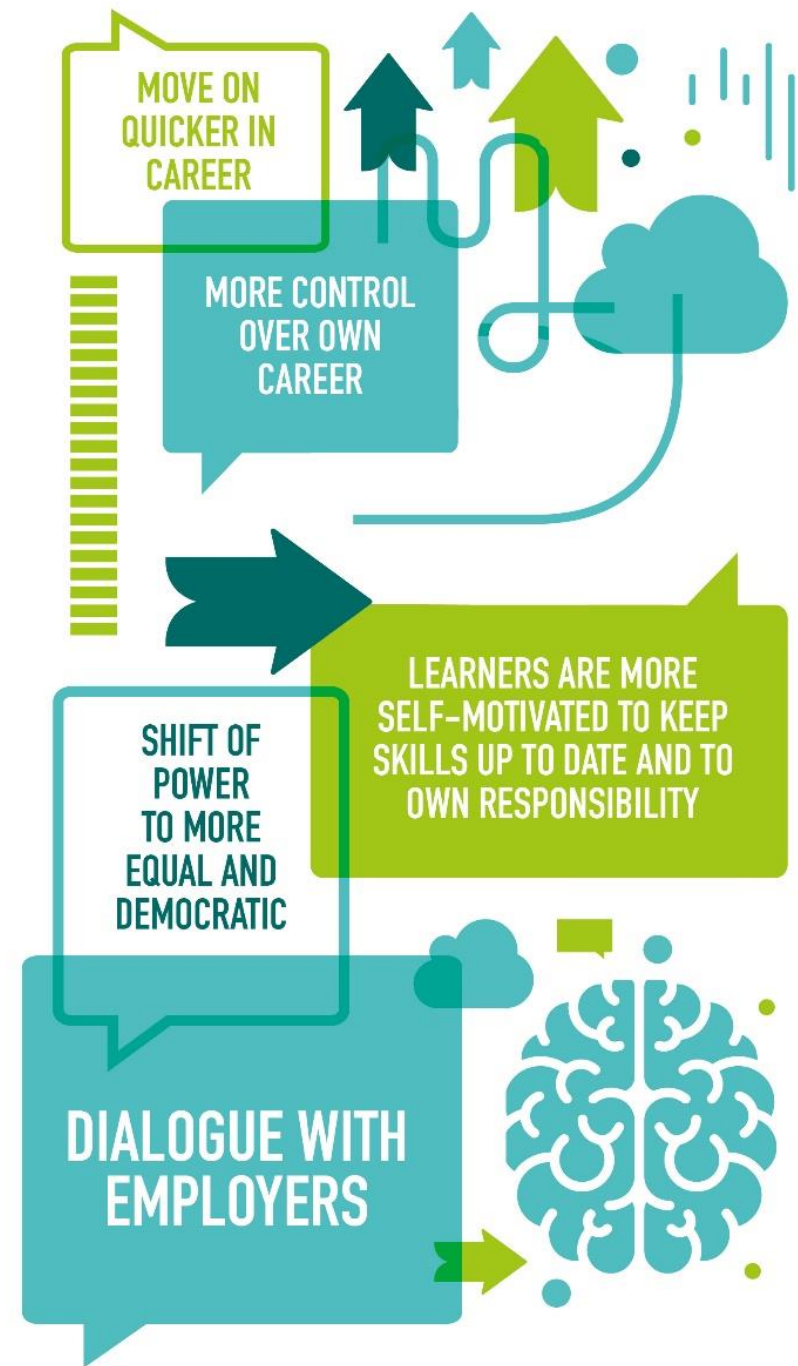 MOVE ON
QUICKER IN
CAREER
MORE CONTROL
OVER OWN
CAREER
LEARNERS ARE MORE
SELF-MOTIVATED TO KEEP
SKILLS UP TO DATE AND TO
OWN RESPONSIBILITY
SHIFT OF
POWER
TO MORE
EQUAL AND
DEMOCRATIC
DIALOGUE WITH
EMPLOYERS